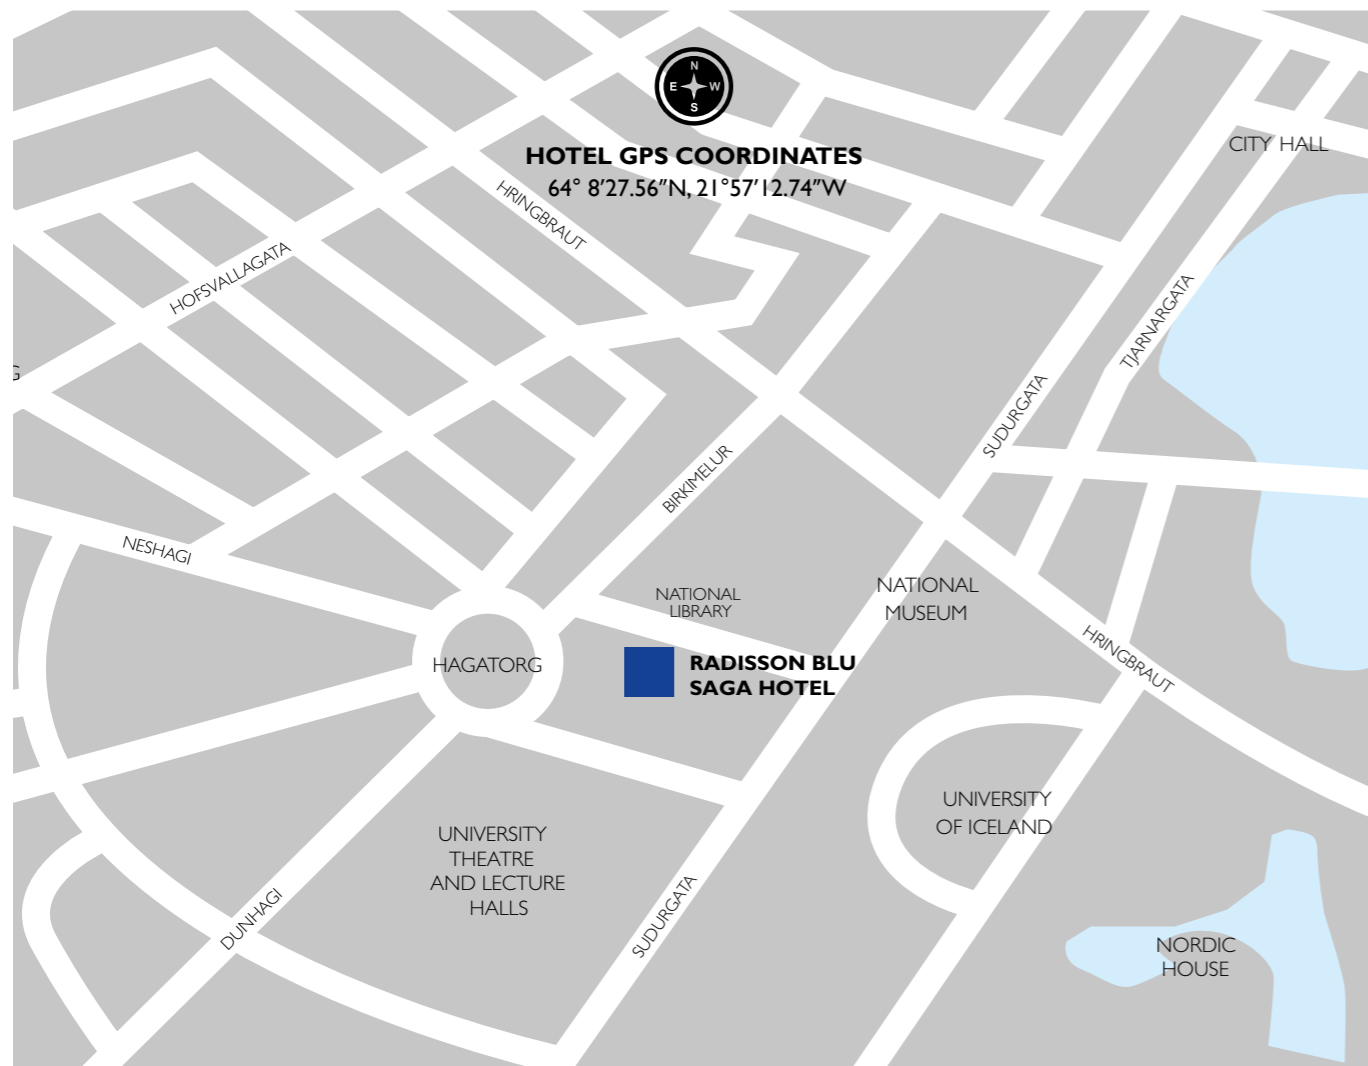 N
E W
S
HOTEL GPS COORDINATES
64° 8′27.56″N, 21°57′12.74″W
CITY HALL
HRINGBRAUT
HOFSVALLAGATA
TJARNARGATA
G
SUDURGATA
BIRKIMELUR
NESHAGI
NATIONAL
LIBRARY
NATIONAL
MUSEUM
HRINGBRAUT
HAGATORG
RADISSON BLU
SAGA HOTEL
UNIVERSITY
OF ICELAND
UNIVERSITY
THEATRE
AND LECTURE
HALLS
DUNHAGI
SUDURGATA
NORDIC
HOUSE